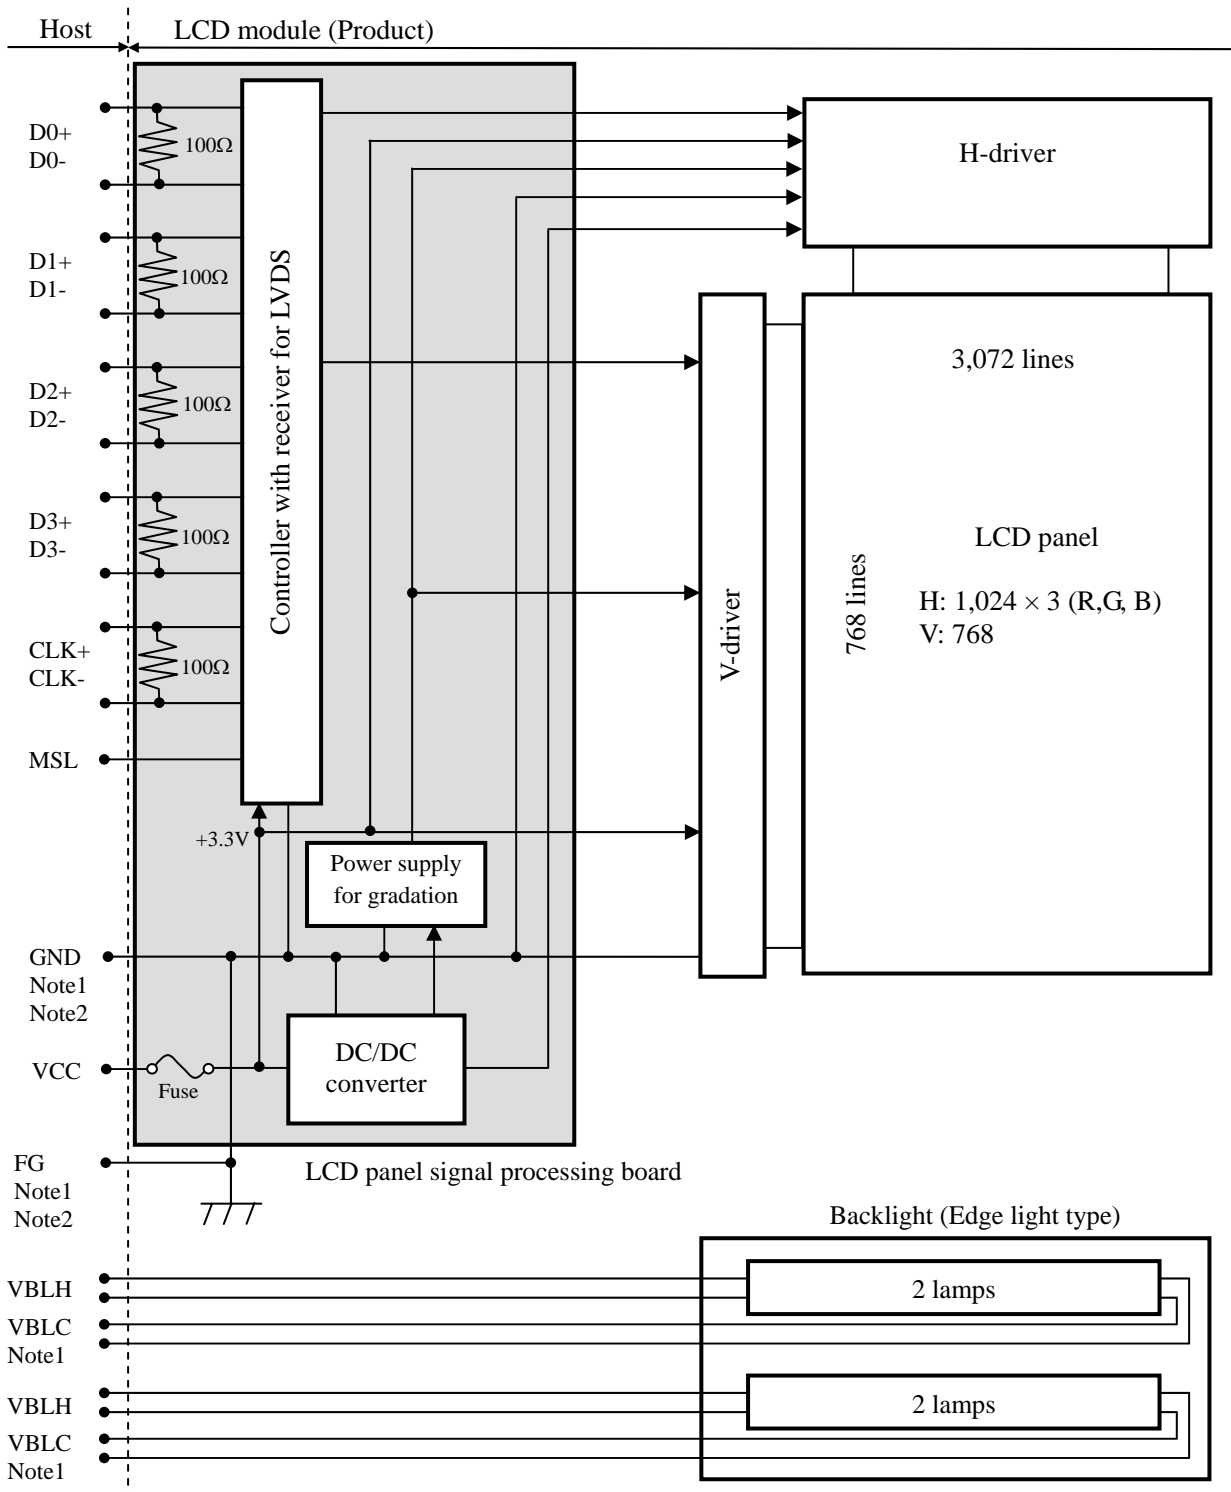 Host
LCD module (Product)
D0+
D0-
100Ω
D1+
D1-
100Ω
D2+
D2-
100Ω
D3+
D3-
100Ω
CLK+
CLK-
100Ω
MSL
Controller with receiver for LVDS
H-driver
V-driver
3,072 lines
768 lines
LCD panel
H: 1,024 × 3 (R,G, B)
V: 768
+3.3V
Power supply
for gradation
GND
Note1
Note2
VCC
Fuse
DC/DC
converter
FG
Note1
Note2
LCD panel signal processing board
Backlight (Edge light type)
VBLH
2 lamps
VBLC
Note1
VBLH
2 lamps
VBLC
Note1